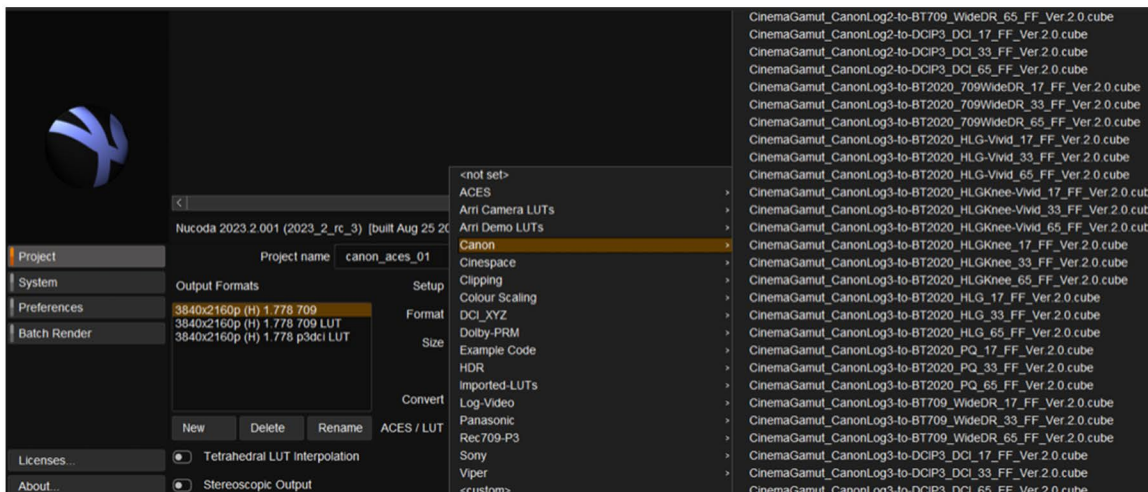 Nucoda 2023.2.001 (2023_2_rc_3) [built Aug 25 20
Project
System
Preferences
Batch Render
Licenses...
About...
Project name canon_aces_01
Output Formats
Setup
3840x2160p (H) 1.778 709
3840x2160p (H) 1.778 709 LUT
3840x2160p (H) 1.778 p3dci LUT
Format
Size
Convert
New Delete Rename ACES / LUT
Tetrahedral LUT Interpolation
Stereoscopic Output
<not set>
ACES
Arri Camera LUTs
Arri Demo LUTs
Canon
Cinespace
Clipping
Colour Scaling
DCI_XYZ
Dolby-PRM
Example Code
HDR
Imported-LUTs
Log-Video
Panasonic
Rec709-P3
Sony
Viper
<custom>
CinemaGamut_CanonLog2-to-BT709_WideDR_65_FF_Ver.2.0.cube
CinemaGamut_CanonLog2-to-DCIP3_DCI_17_FF_Ver.2.0.cube
CinemaGamut_CanonLog2-to-DCIP3_DCI_33_FF_Ver.2.0.cube
CinemaGamut_CanonLog2-to-DCIP3_DCI_65_FF_Ver.2.0.cube
CinemaGamut_CanonLog3-to-BT2020_709WideDR_17_FF_Ver.2.0.cube
CinemaGamut_CanonLog3-to-BT2020_709WideDR_33_FF_Ver.2.0.cube
CinemaGamut_CanonLog3-to-BT2020_709WideDR_65_FF_Ver.2.0.cube
CinemaGamut_CanonLog3-to-BT2020_HLG-Vivid_17_FF_Ver.2.0.cube
CinemaGamut_CanonLog3-to-BT2020_HLG-Vivid_33_FF_Ver.2.0.cube
CinemaGamut_CanonLog3-to-BT2020_HLG-Vivid_65_FF_Ver.2.0.cube
CinemaGamut_CanonLog3-to-BT2020_HLGKnee-Vivid_17_FF_Ver.2.0.cub
CinemaGamut_CanonLog3-to-BT2020_HLGKnee-Vivid_33_FF_Ver.2.0.cub
CinemaGamut_CanonLog3-to-BT2020_HLGKnee-Vivid_65_FF_Ver.2.0.cub
CinemaGamut_CanonLog3-to-BT2020_HLGKnee_17_FF_Ver.2.0.cube
CinemaGamut_CanonLog3-to-BT2020_HLGKnee_33_FF_Ver.2.0.cube
CinemaGamut_CanonLog3-to-BT2020_HLGKnee_65_FF_Ver.2.0.cube
CinemaGamut_CanonLog3-to-BT2020_HLG_17_FF_Ver.2.0.cube
CinemaGamut_CanonLog3-to-BT2020_HLG_33_FF_Ver.2.0.cube
CinemaGamut_CanonLog3-to-BT2020_HLG_65_FF_Ver.2.0.cube
CinemaGamut_CanonLog3-to-BT2020_PQ_17_FF_Ver.2.0.cube
CinemaGamut_CanonLog3-to-BT2020_PQ_33_FF_Ver.2.0.cube
CinemaGamut_CanonLog3-to-BT2020_PQ_65_FF_Ver.2.0.cube
CinemaGamut_CanonLog3-to-BT709_WideDR_17_FF_Ver.2.0.cube
CinemaGamut_CanonLog3-to-BT709_WideDR_33_FF_Ver.2.0.cube
CinemaGamut_CanonLog3-to-BT709_WideDR_65_FF_Ver.2.0.cube
CinemaGamut_CanonLog3-to-DCIP3_DCI_17_FF_Ver.2.0.cube
CinemaGamut_CanonLog3-to-DCIP3_DCI_33_FF_Ver.2.0.cube
CinemaGamut_CanonLog3-to-DCIP3_DCI_65_FF_Ver.2.0.cube